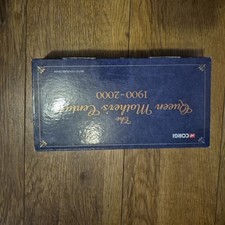 The
Queen Mother's Century
1900-2000
CORGI